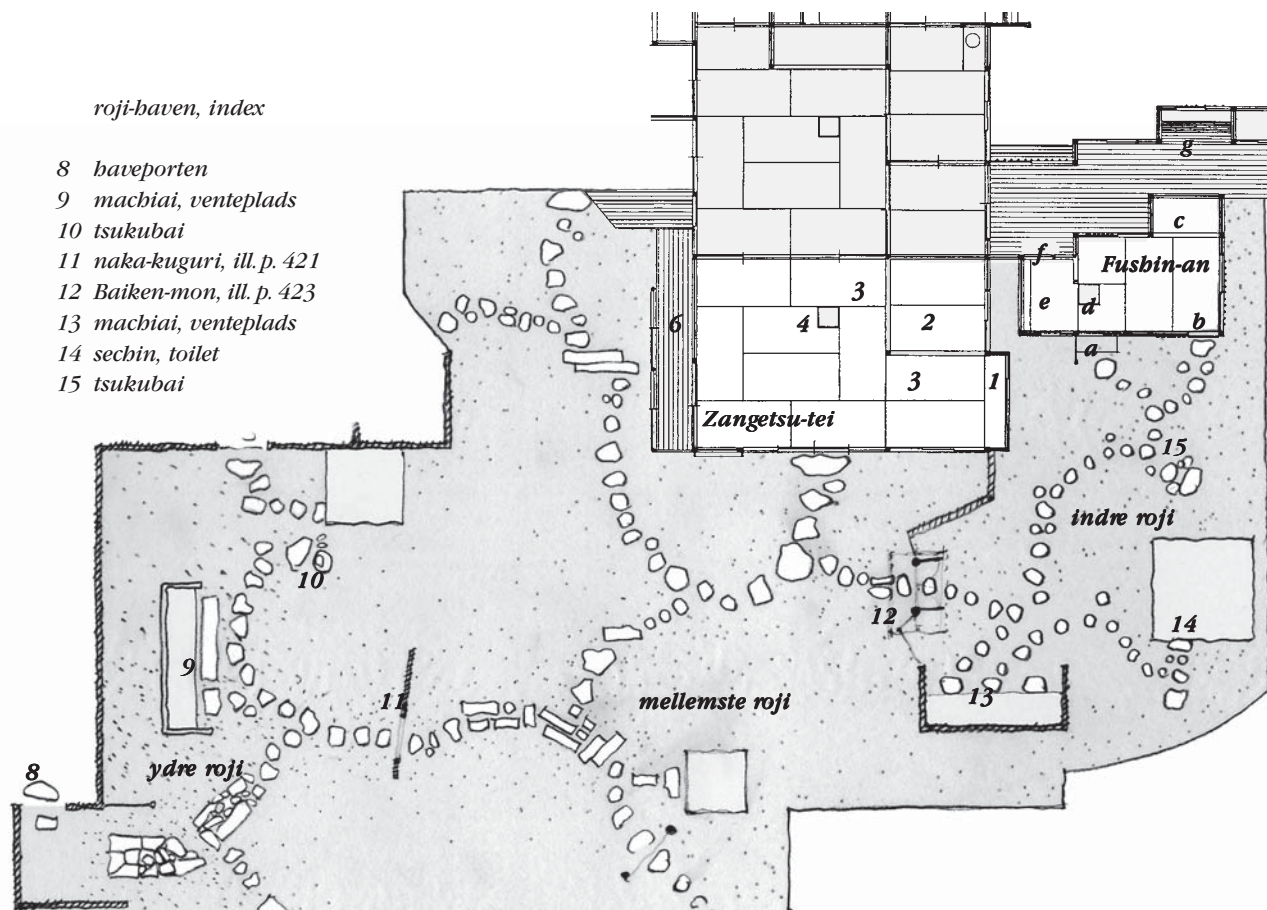 roji-haven, index
8 haveporten
9 machiai, venteplads
10 tsukubai
11 naka-kuguri, ill. p. 421
12 Baiken-mon, ill. p. 423
13 machiai, venteplads
14 sechin, toilet
15 tsukubai
g
c
f
Fushin-an
e
d
b
a
3
6
4
2
3
1
Zangetsu-tei
15
indre roji
10
12
14
9
11
13
mellemste roji
ydre roji
8